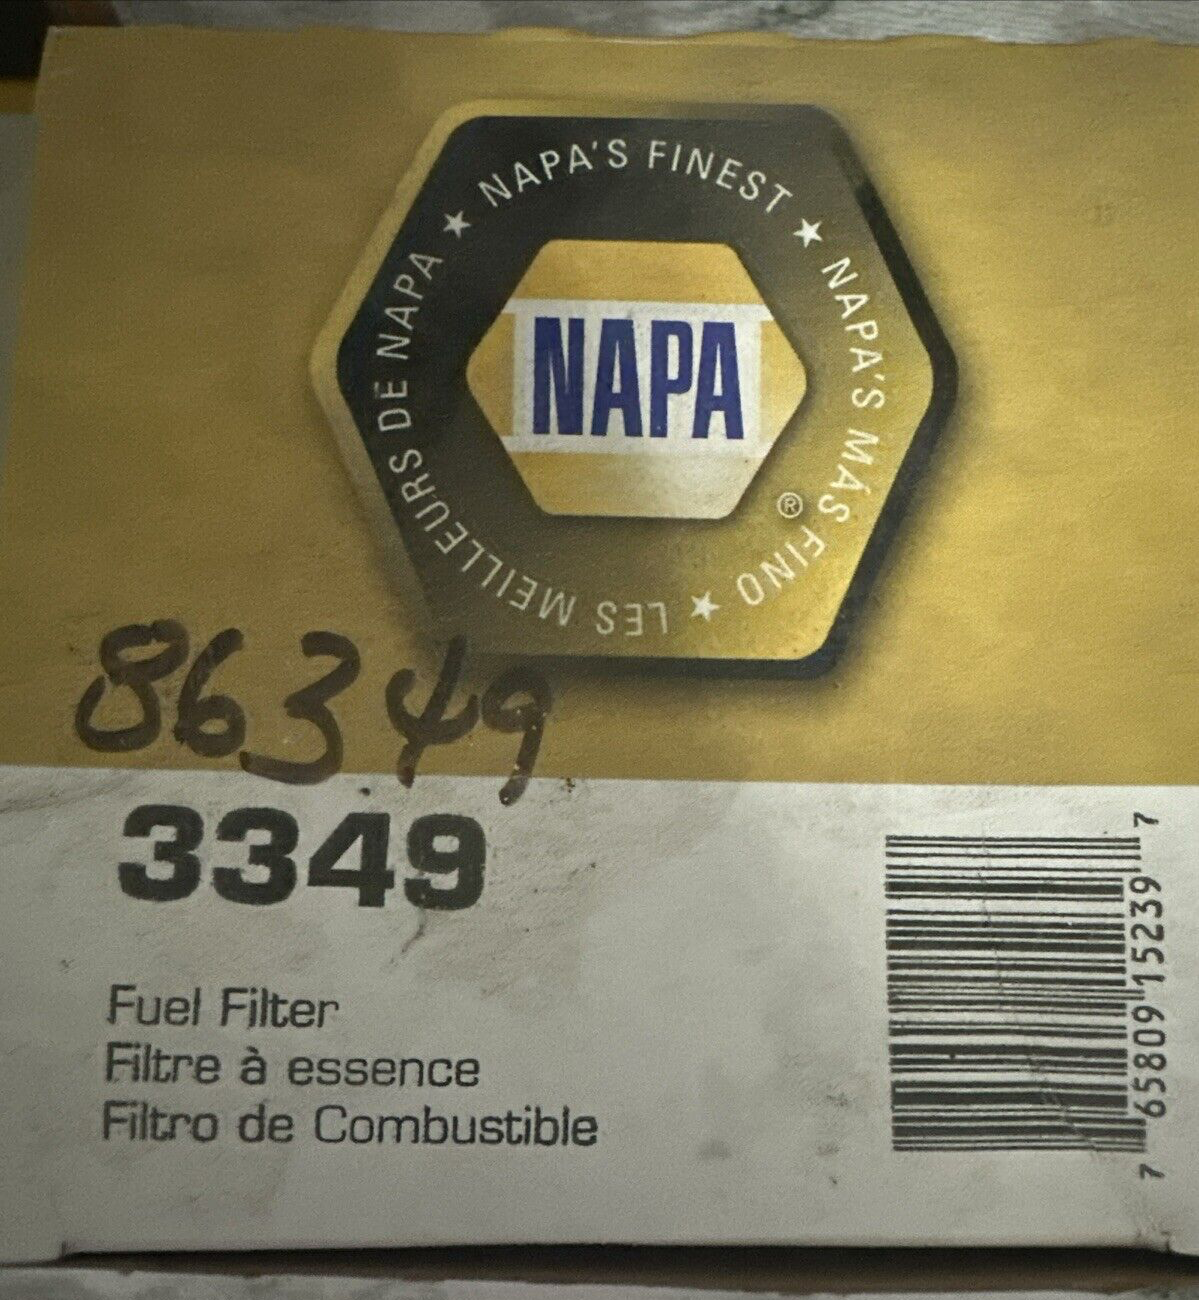 NAPA'S FINEST ★ NAPA'S MÁS FINO ★ LES MEILLEURS DE NAPA ★
NAPA
®
86349
3349
Fuel Filter
Filtre à essence
Filtro de Combustible
7 65809 15239 7